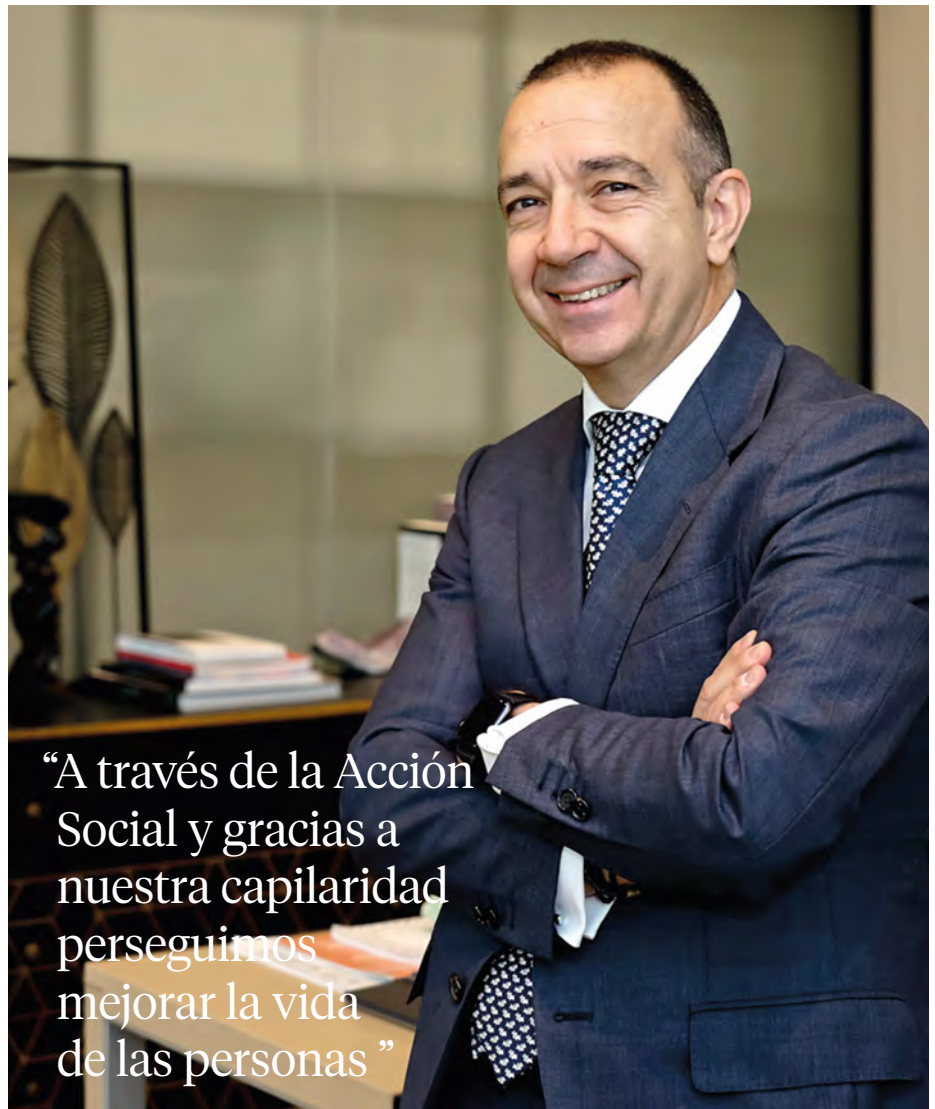 “A través de la Acción
Social y gracias a
nuestra capilaridad
perseguimos
mejorar la vida
de las personas ”